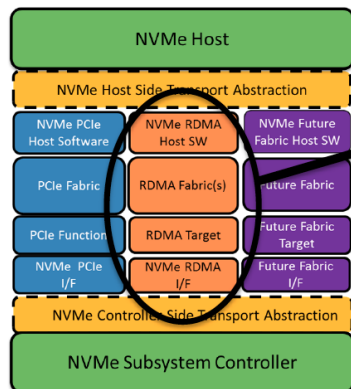 NVMe Host
NVMe Host Side Transport Abstraction
NVMe PCIe
Host Software
NVMe RDMA
Host SW
NVMe Future
Fabric Host SW
PCIe Fabric
RDMA Fabric(s)
Future Fabric
PCIe Function
RDMA Target
Future Fabric
Target
NVMe PCIe
I/F
NVMe RDMA
I/F
Future Fabric
I/F
NVMe Controller Side Transport Abstraction
NVMe Subsystem Controller